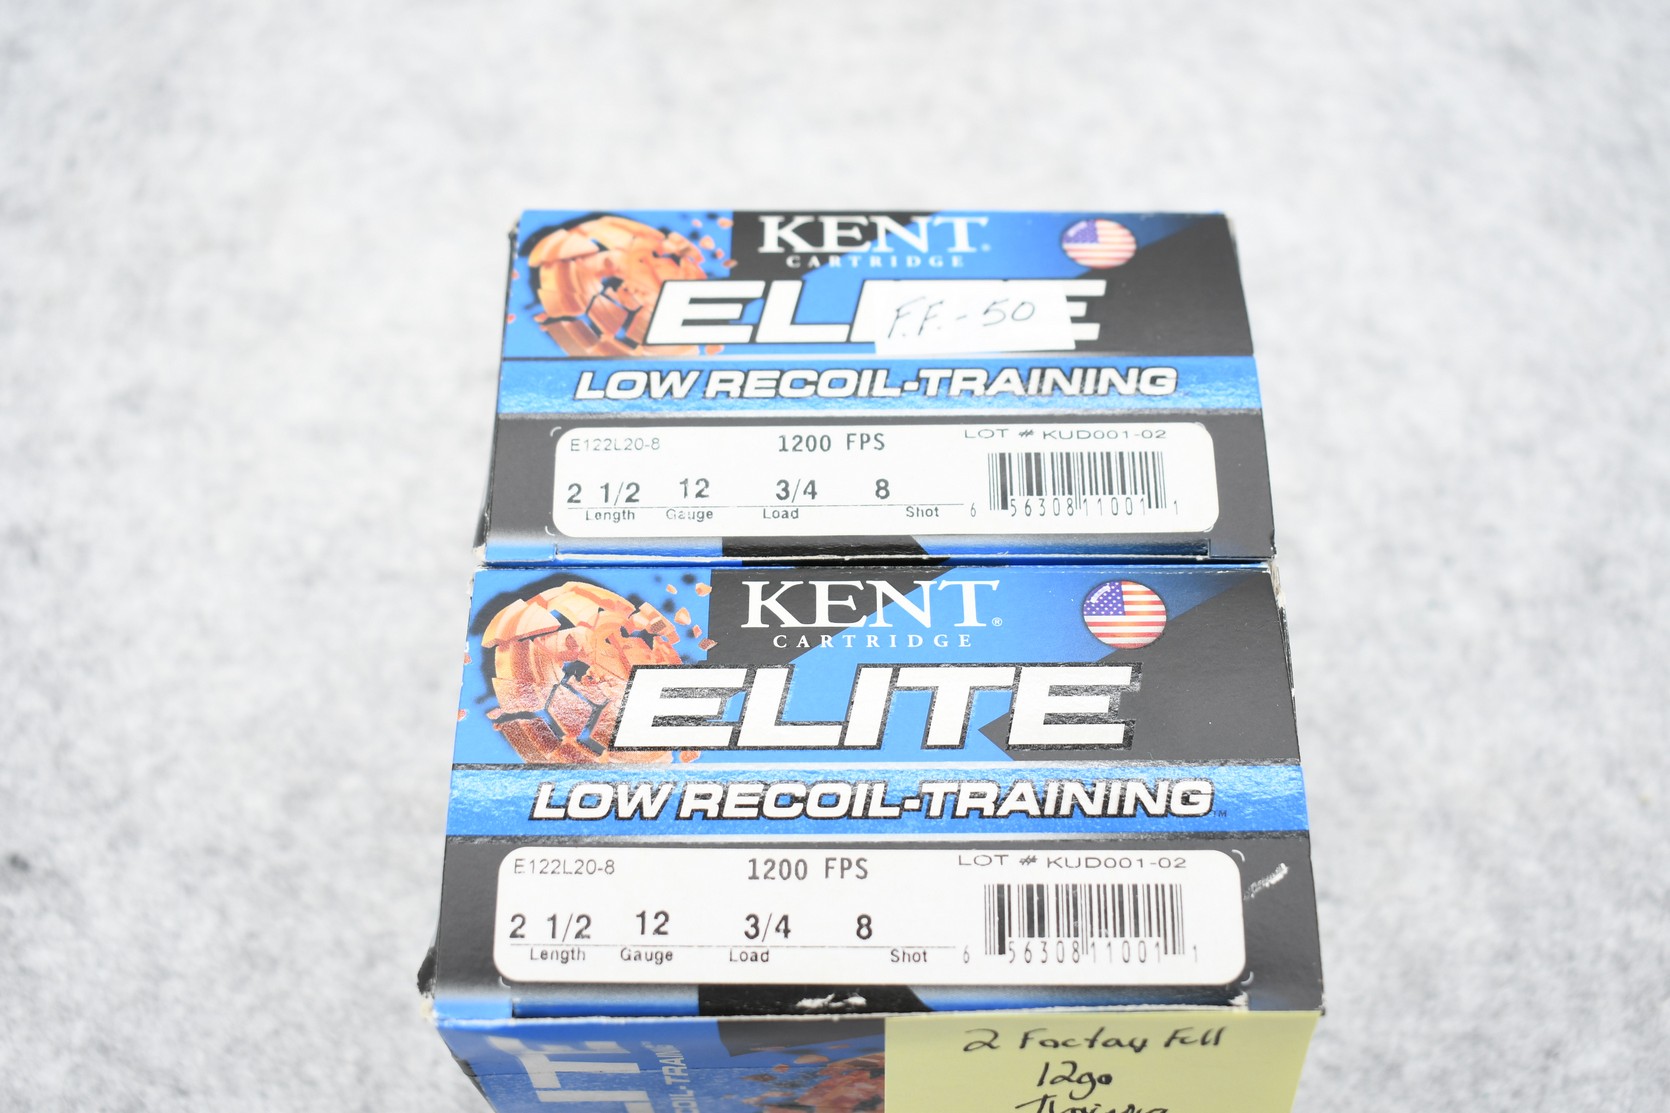 KENT®
CARTRIDGE
ELITE
F.F. - 50
LOW RECOIL-TRAINING
E122L20-8 1200 FPS LOT # KUD001-02
2 1/2 12 3/4 8
Length Gauge Load Shot
6 56308 11001 1
KENT®
CARTRIDGE
ELITE
LOW RECOIL-TRAINING™
E122L20-8 1200 FPS LOT # KUD001-02
2 1/2 12 3/4 8
Length Gauge Load Shot
6 56308 11001 1
2 Factory Full
12ga
Training